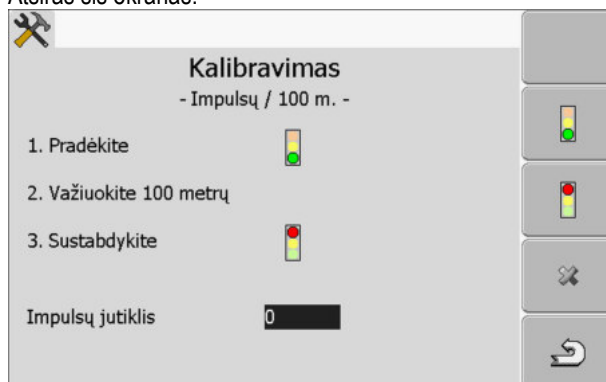 Atsiras šis ekranas:
Kalibravimas
- Impulsų / 100 m. -
1. Pradėkite
2. Važiuokite 100 metrų
3. Sustabdykite
Impulsų jutiklis 0